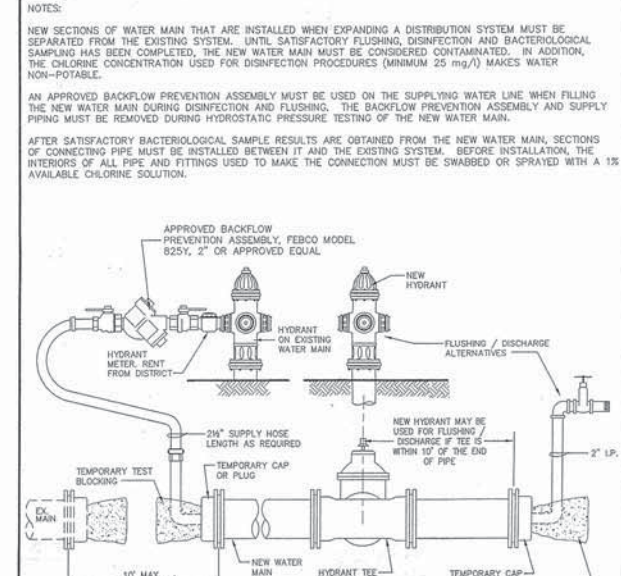 NOTES:
NEW SECTIONS OF WATER MAIN THAT ARE INSTALLED WHEN EXPANDING A DISTRIBUTION SYSTEM MUST BE
SEPARATED FROM THE EXISTING SYSTEM. UNTIL SATISFACTORY FLUSHING, DISINFECTION AND BACTERIOLOGICAL
SAMPLING HAS BEEN COMPLETED, THE NEW WATER MAIN MUST BE CONSIDERED CONTAMINATED. IN ADDITION,
THE CHLORINE CONCENTRATION USED FOR DISINFECTION PROCEDURES (MINIMUM 25 mg/l) MAKES WATER
NON-POTABLE.
AN APPROVED BACKFLOW PREVENTION ASSEMBLY MUST BE USED ON THE SUPPLYING WATER LINE WHEN FILLING
THE NEW WATER MAIN DURING DISINFECTION AND FLUSHING. THE BACKFLOW PREVENTION ASSEMBLY AND SUPPLY
PIPING MUST BE REMOVED DURING HYDROSTATIC PRESSURE TESTING OF THE NEW WATER MAIN.
AFTER SATISFACTORY BACTERIOLOGICAL SAMPLE RESULTS ARE OBTAINED FROM THE NEW WATER MAIN, SECTIONS
OF CONNECTING PIPE MUST BE INSTALLED BETWEEN IT AND THE EXISTING SYSTEM. BEFORE INSTALLATION, THE
INTERIORS OF ALL PIPE AND FITTINGS USED TO MAKE THE CONNECTION MUST BE SWABBED OR SPRAYED WITH A 1%
AVAILABLE CHLORINE SOLUTION.
APPROVED BACKFLOW
PREVENTION ASSEMBLY, FEBCO MODEL
825Y, 2" OR APPROVED EQUAL
NEW
HYDRANT
HYDRANT
ON EXISTING
WATER MAIN
FLUSHING / DISCHARGE
ALTERNATIVES
HYDRANT
METER, RENT
FROM DISTRICT
NEW HYDRANT MAY BE
USED FOR FLUSHING /
DISCHARGE IF TEE IS
WITHIN 10' OF THE END
OF PIPE
2½" SUPPLY HOSE
LENGTH AS REQUIRED
2" I.P.
TEMPORARY TEST
BLOCKING
TEMPORARY CAP
OR PLUG
EX.
MAIN
NEW WATER
MAIN
10' MAX
HYDRANT TEE
TEMPORARY CAP